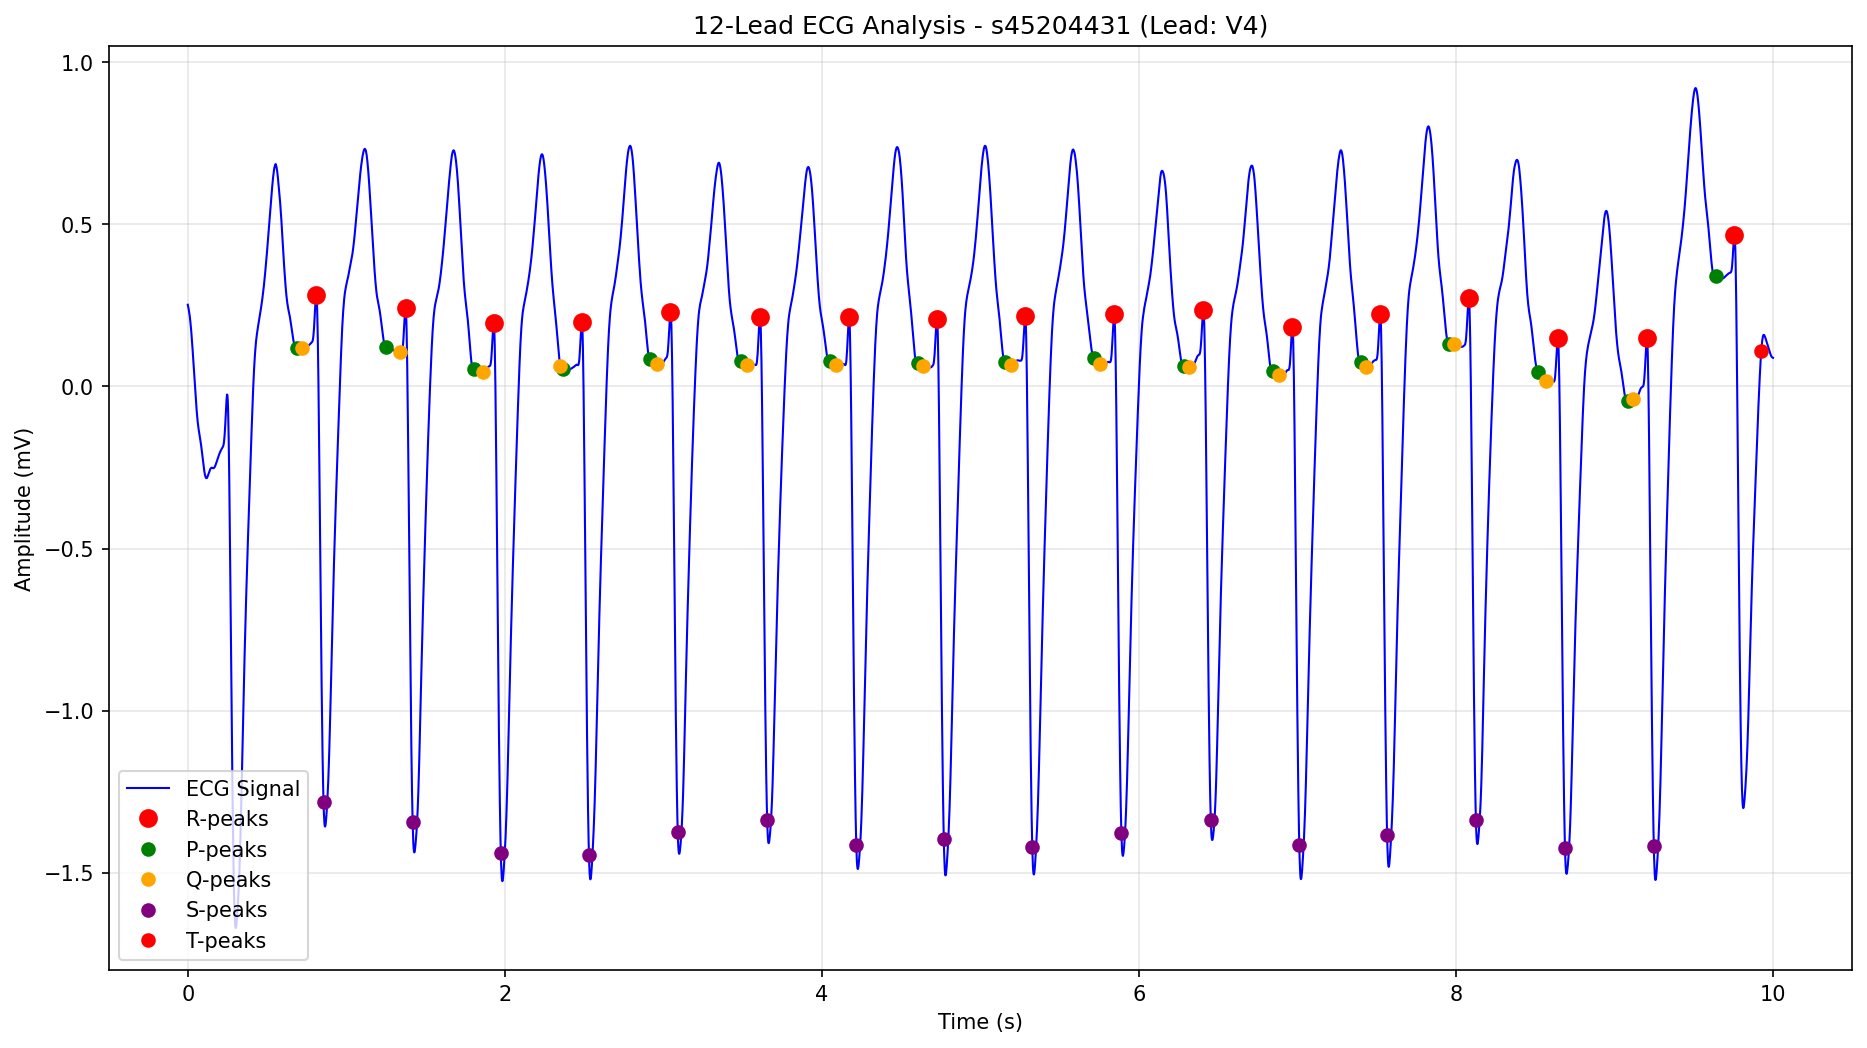 12-Lead ECG Analysis - s45204431 (Lead: V4)
1.0
0.5
0.0
−0.5
−1.0
−1.5
Amplitude (mV)
ECG Signal
R-peaks
P-peaks
Q-peaks
S-peaks
T-peaks
0 2 4 6 8 10
Time (s)